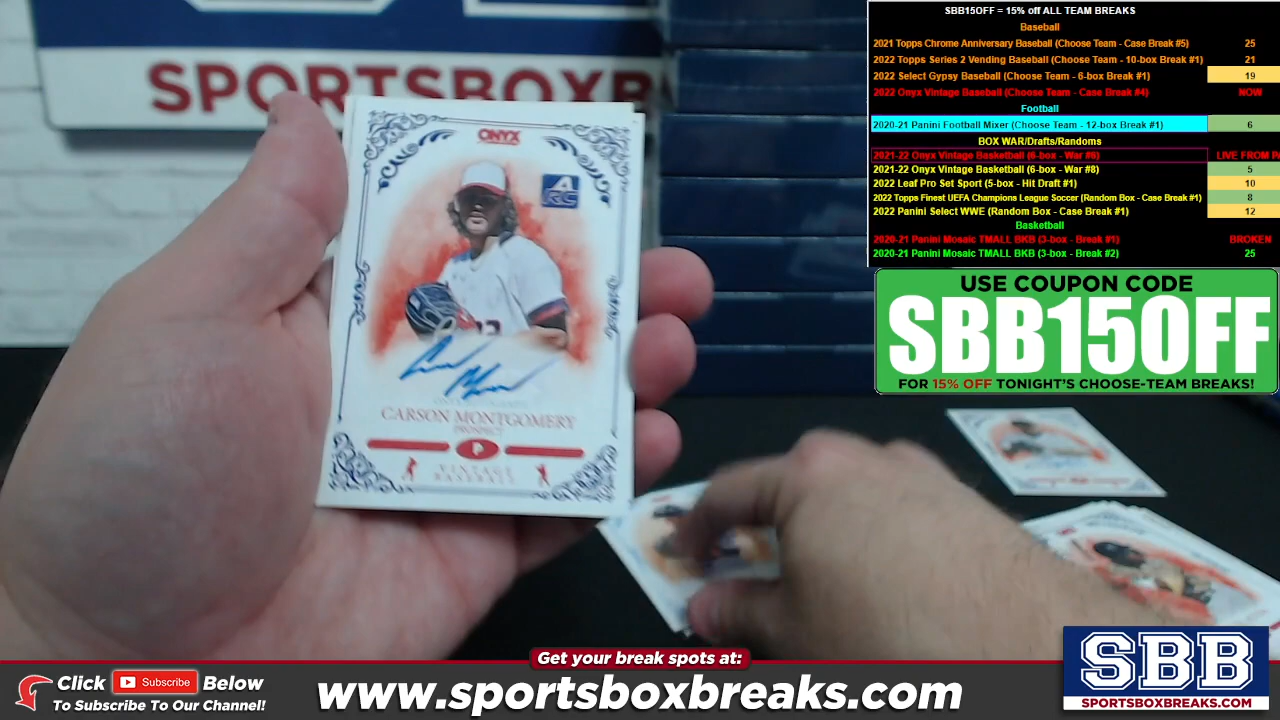 SPORTSBOX
ONYX
ARC
CARSON MONTGOMERY
PROSPECT
P
VINTAGE
BASEBALL
SBB15OFF = 15% off ALL TEAM BREAKS
Baseball
2021 Topps Chrome Anniversary Baseball (Choose Team - Case Break #5) 25
2022 Topps Series 2 Vending Baseball (Choose Team - 10-box Break #1) 21
2022 Select Gypsy Baseball (Choose Team - 6-box Break #1) 19
2022 Onyx Vintage Baseball (Choose Team - Case Break #4) NOW
Football
2020-21 Panini Football Mixer (Choose Team - 12-box Break #1) 6
BOX WAR/Drafts/Randoms
2021-22 Onyx Vintage Basketball (6-box - War #6) LIVE FROM P
2021-22 Onyx Vintage Basketball (6-box - War #8) 5
2022 Leaf Pro Set Sport (5-box - Hit Draft #1) 10
2022 Topps Finest UEFA Champions League Soccer (Random Box - Case Break #1) 8
2022 Panini Select WWE (Random Box - Case Break #1) 12
Basketball
2020-21 Panini Mosaic TMALL BKB (3-box - Break #1) BROKEN
2020-21 Panini Mosaic TMALL BKB (3-box - Break #2) 25
USE COUPON CODE
SBB15OFF
FOR 15% OFF TONIGHT'S CHOOSE-TEAM BREAKS!
Get your break spots at:
Click Subscribe Below
To Subscribe To Our Channel!
www.sportsboxbreaks.com
SBB
SPORTSBOXBREAKS.COM